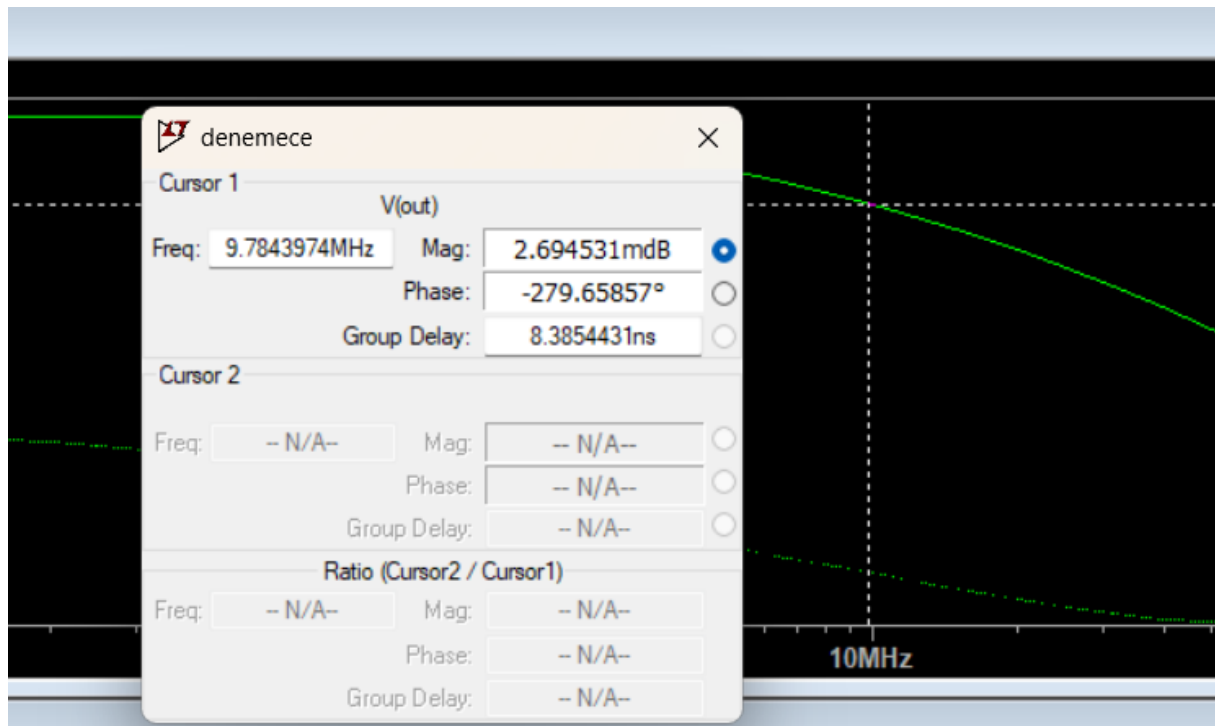 denemece
Cursor 1
V(out)
Freq: 9.7843974MHz Mag: 2.694531mdB
Phase: -279.65857°
Group Delay: 8.3854431ns
Cursor 2
Freq: -- N/A-- Mag: -- N/A--
Phase: -- N/A--
Group Delay: -- N/A--
Ratio (Cursor2 / Cursor1)
Freq: -- N/A-- Mag: -- N/A--
Phase: -- N/A--
Group Delay: -- N/A--
10MHz